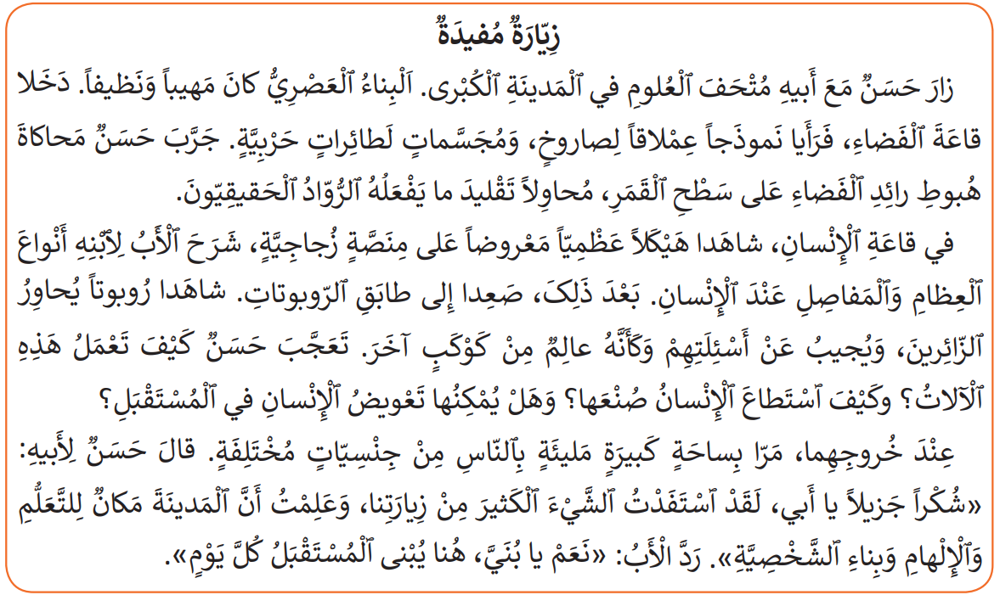 زِيّارَةٌ مُفيدَةٌ
زارَ حَسَنٌ مَعَ أَبيهِ مُتْحَفَ ٱلْعُلومِ في ٱلْمَدينَةِ ٱلْكُبْرى. اَلْبِناءُ ٱلْعَصْرِيُّ كانَ مَهيباً وَنَظيفاً. دَخَلا
قاعَةَ ٱلْفَضاءِ، فَرَأَيا نَموذَجاً عِمْلاقاً لِصاروخٍ، وَمُجَسَّماتٍ لَطائِراتٍ حَرْبِيَّةٍ. جَرَّبَ حَسَنٌ مَحاكاةَ
هُبوطِ رائِدِ ٱلْفَضاءِ عَلى سَطْحِ ٱلْقَمَرِ، مُحاوِلاً تَقْليدَ ما يَفْعَلُهُ ٱلرُّوّادُ ٱلْحَقيقِيّونَ.
في قاعَةِ ٱلْإِنْسانِ، شاهَدا هَيْكَلاً عَظْمِيّاً مَعْروضاً عَلى مِنَصَّةٍ زُجاجِيَّةٍ، شَرَحَ ٱلْأَبُ لِٱبْنِهِ أَنْواعَ
ٱلْعِظامِ وَٱلْمَفاصِلِ عَنْدَ ٱلْإِنْسانِ. بَعْدَ ذَلِكَ، صَعِدا إِلى طابَقِ ٱلرّوبوتاتِ. شاهَدا رُوبوتاً يُحاوِرُ
ٱلزّائِرينَ، وَيُجيبُ عَنْ أَسْئِلَتِهِمْ وَكَأَنَّهُ عالِمٌ مِنْ كَوْكَبٍ آخَرَ. تَعَجَّبَ حَسَنٌ كَيْفَ تَعْمَلُ هَذِهِ
ٱلْآلاتُ؟ وكَيْفَ ٱسْتَطاعَ ٱلْإِنْسانُ صُنْعَها؟ وَهَلْ يُمْكِنُها تَعْويضُ ٱلْإِنْسانِ في ٱلْمُسْتَقْبَلِ؟
عِنْدَ خُروجِهِما، مَرّا بِساحَةٍ كَبيرَةٍ مَليئَةٍ بِٱلنّاسِ مِنْ جِنْسِيّاتٍ مُخْتَلِفَةٍ. قالَ حَسَنٌ لِأَبيهِ:
«شُكْراً جَزيلاً يا أَبي، لَقَدْ ٱسْتَفَدْتُ ٱلشَّيْءَ ٱلْكَثيرَ مِنْ زِيارَتِنا، وَعَلِمْتُ أَنَّ ٱلْمَدينَةَ مَكانٌ لِلتَّعَلُّمِ
وَٱلْإِلْهامِ وَبِناءِ ٱلشَّخْصِيَّةِ». رَدَّ الْأَبُ: «نَعَمْ يا بُنَيَّ، هُنا يُبْنى ٱلْمُسْتَقْبَلُ كُلَّ يَوْمٍ».